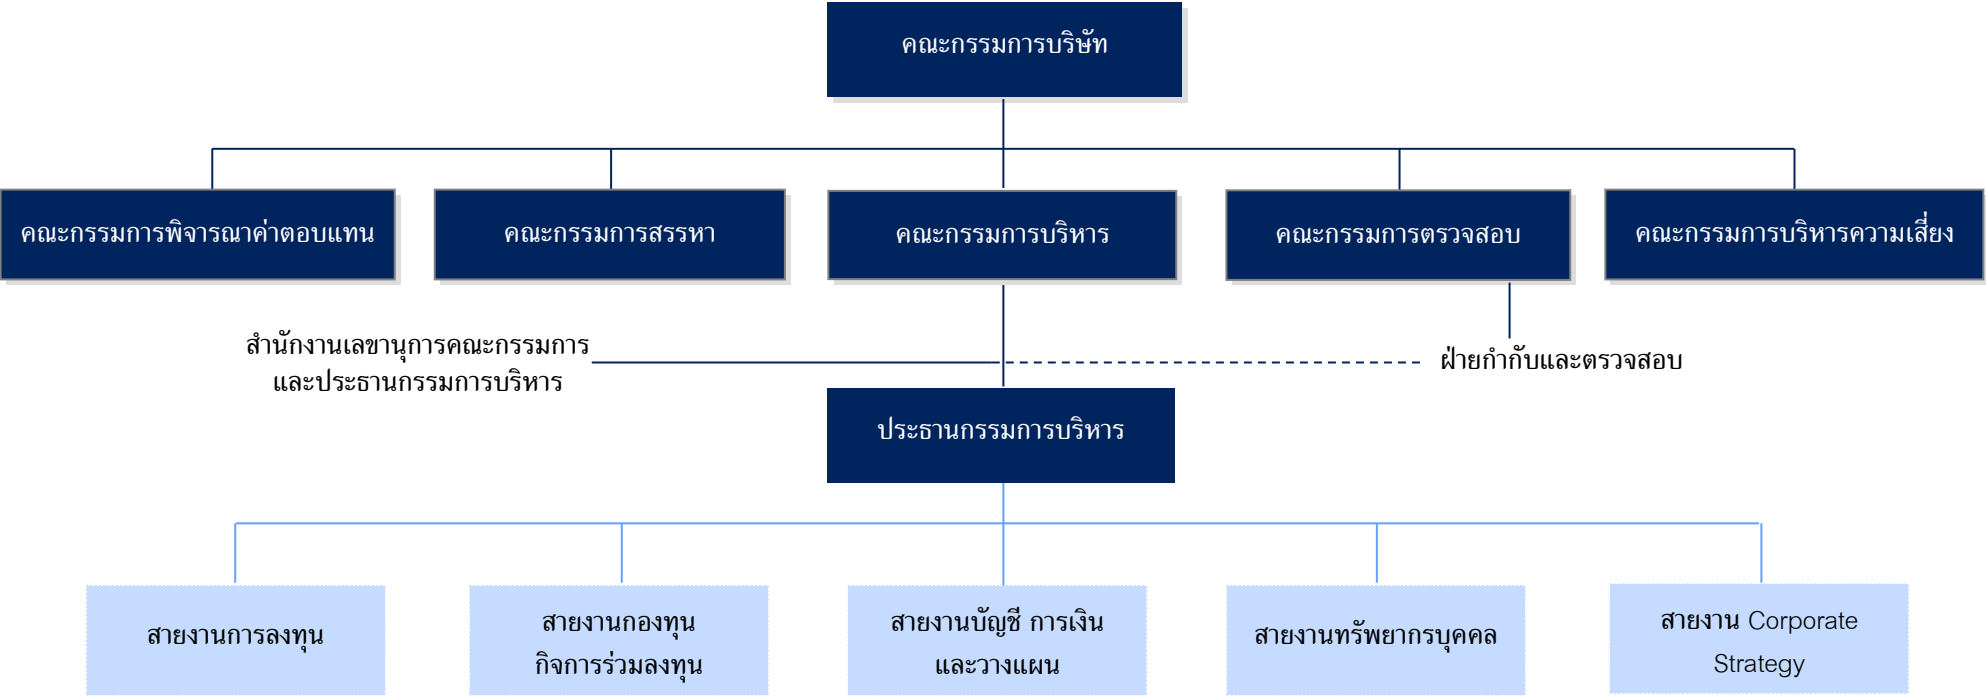 คณะกรรมการบริษัท
คณะกรรมการพิจารณาค่าตอบแทน
คณะกรรมการสรรหา
คณะกรรมการบริหาร
คณะกรรมการตรวจสอบ
คณะกรรมการบริหารความเสี่ยง
สำนักงานเลขานุการคณะกรรมการ
และประธานกรรมการบริหาร
ฝ่ายกำกับและตรวจสอบ
ประธานกรรมการบริหาร
สายงานการลงทุน
สายงานกองทุน
กิจการร่วมลงทุน
สายงานบัญชี การเงิน
และวางแผน
สายงานทรัพยากรบุคคล
สายงาน Corporate
Strategy